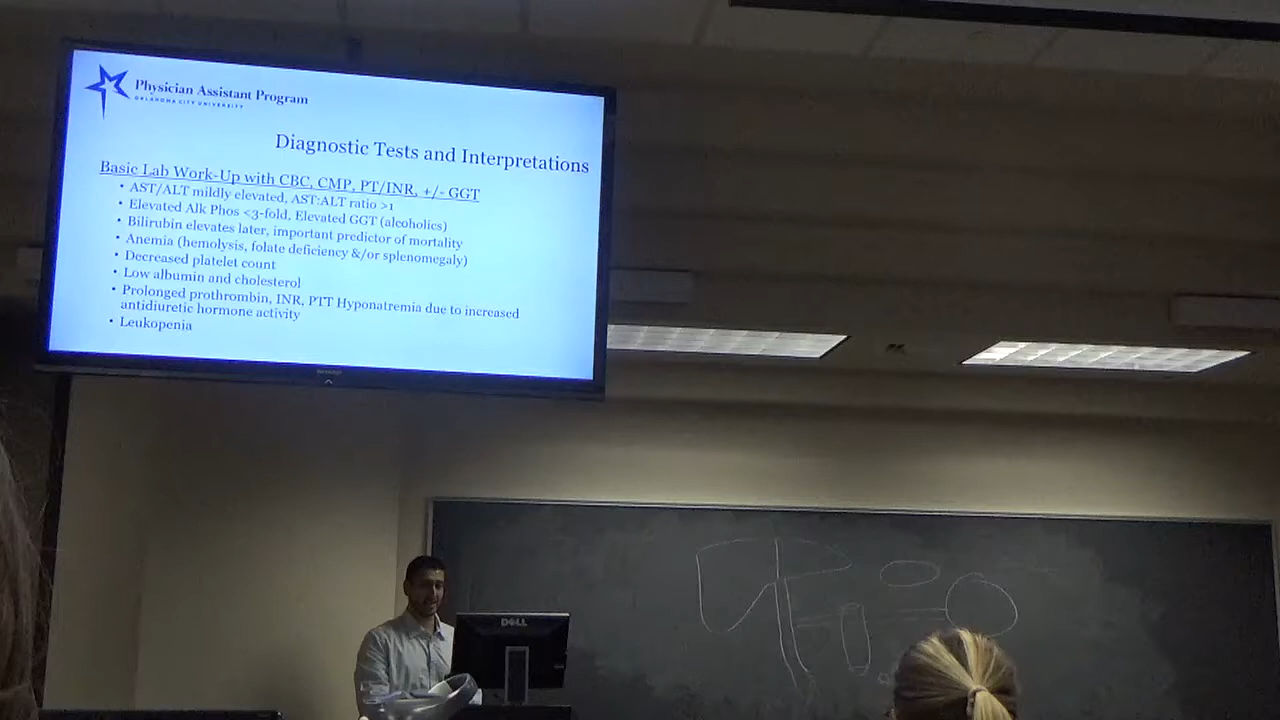 Physician Assistant Program
OKLAHOMA CITY UNIVERSITY
Diagnostic Tests and Interpretations
Basic Lab Work-Up with CBC, CMP, PT/INR, +/- GGT
• AST/ALT mildly elevated, AST:ALT ratio >1
• Elevated Alk Phos <3-fold, Elevated GGT (alcoholics)
• Bilirubin elevates later, important predictor of mortality
• Anemia (hemolysis, folate deficiency &/or splenomegaly)
• Decreased platelet count
• Low albumin and cholesterol
• Prolonged prothrombin, INR, PTT Hyponatremia due to increased
antidiuretic hormone activity
• Leukopenia
DELL